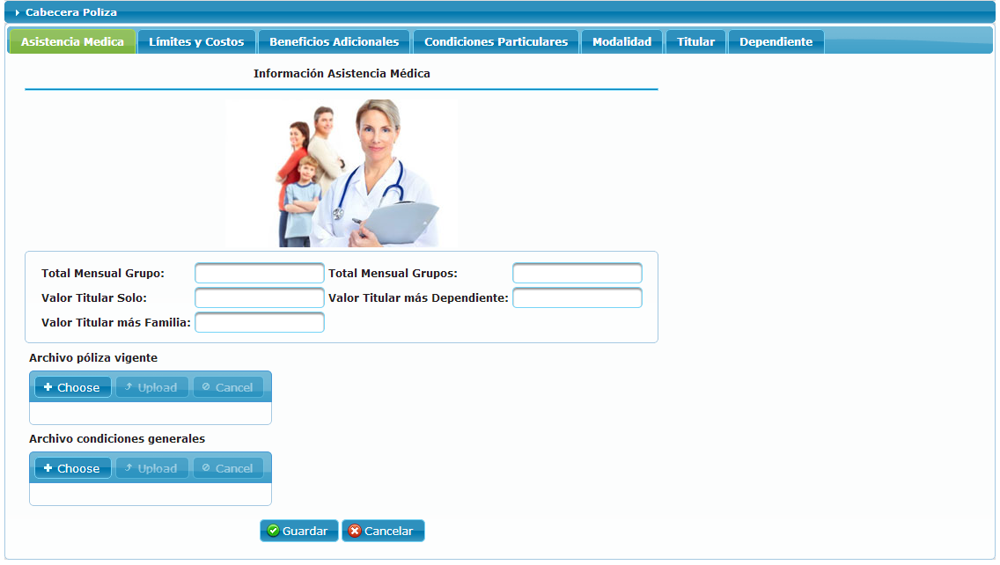 Cabecera Poliza
Asistencia Medica Límites y Costos Beneficios Adicionales Condiciones Particulares Modalidad Titular Dependiente
Información Asistencia Médica
Total Mensual Grupo: Total Mensual Grupos:
Valor Titular Solo: Valor Titular más Dependiente:
Valor Titular más Familia:
Archivo póliza vigente
Choose Upload Cancel
Archivo condiciones generales
Choose Upload Cancel
Guardar Cancelar